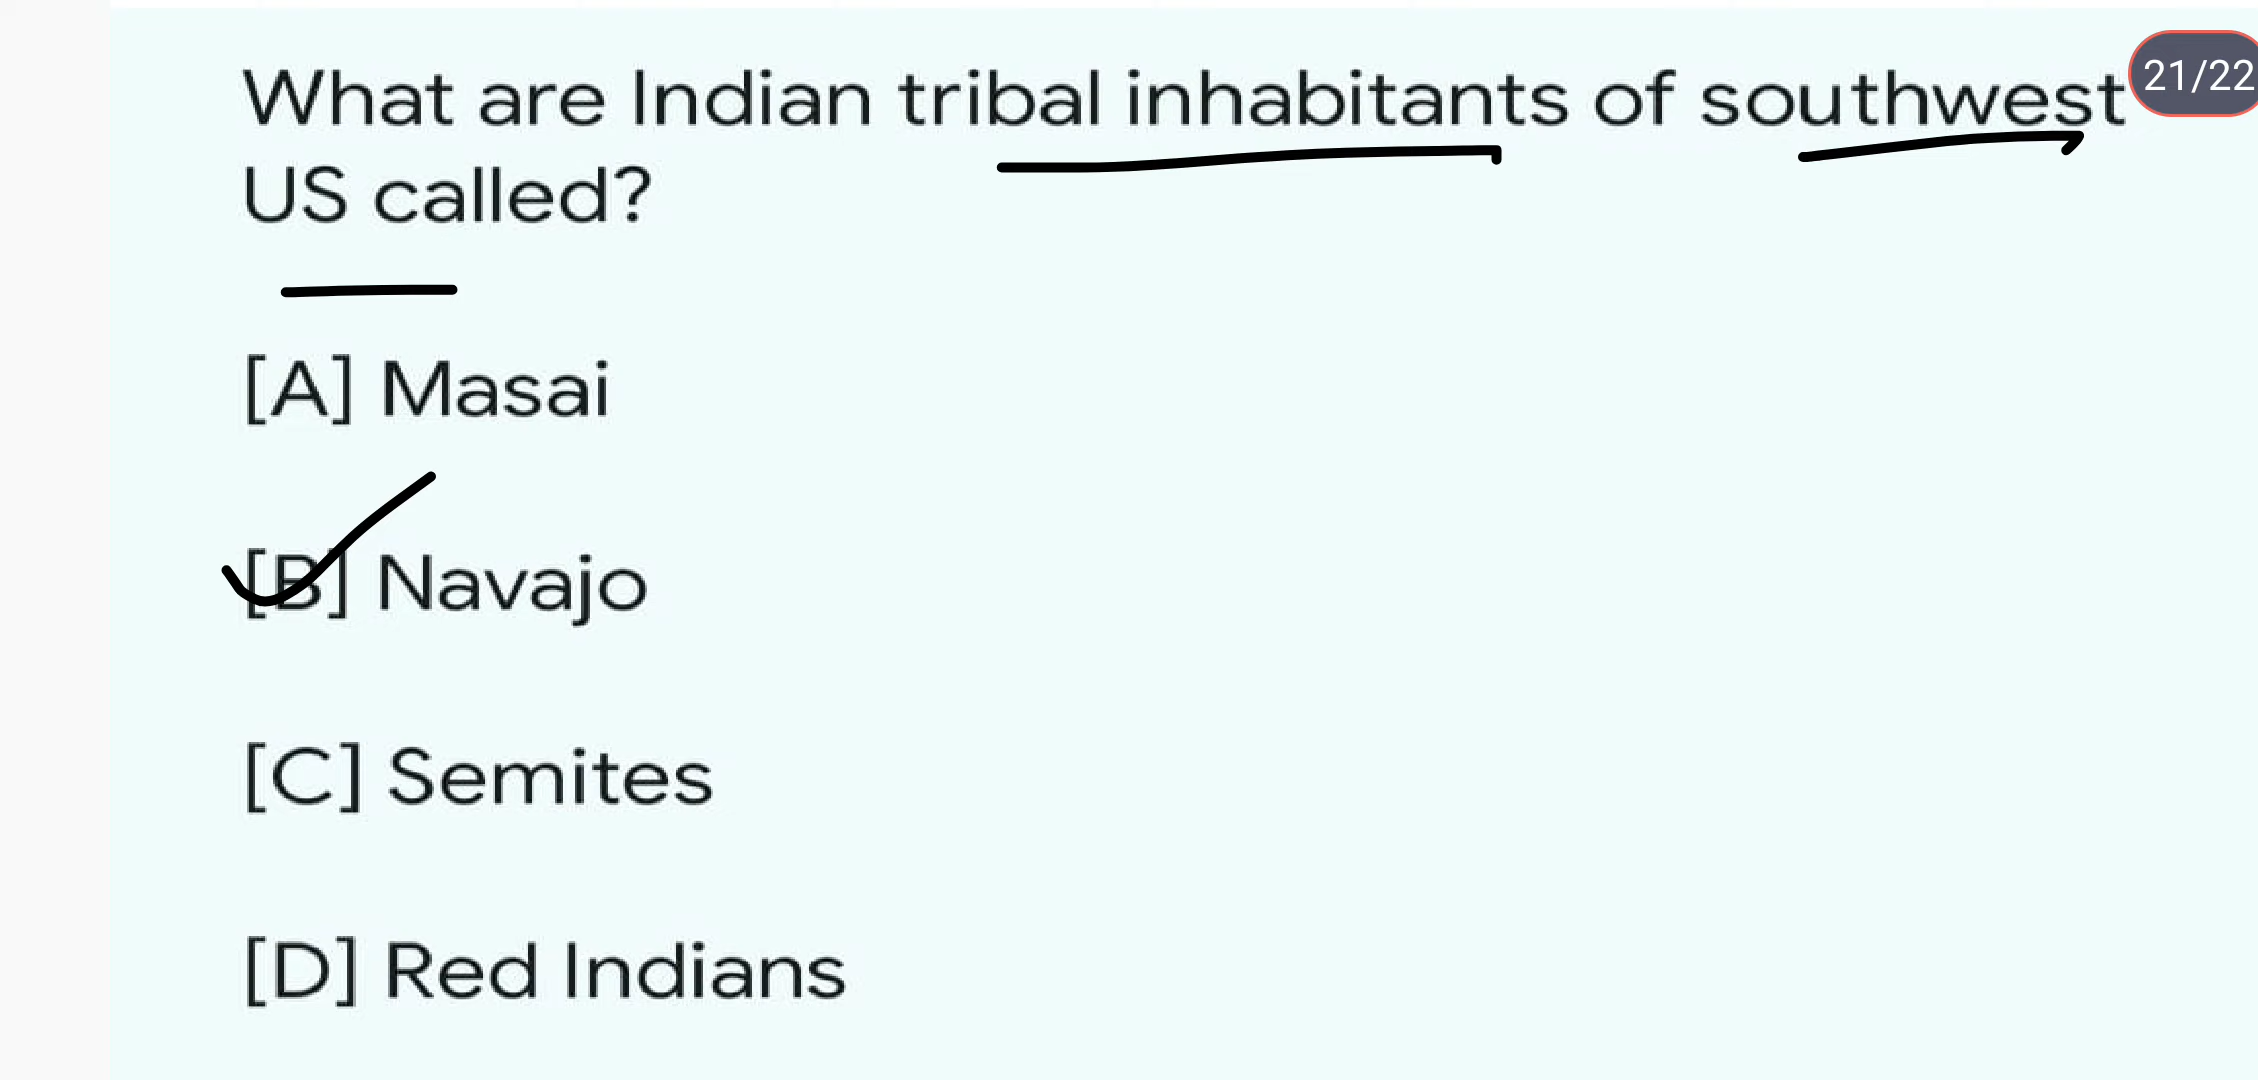 What are Indian tribal inhabitants of southwest
21/22
US called?
[A] Masai
[B] Navajo
[C] Semites
[D] Red Indians